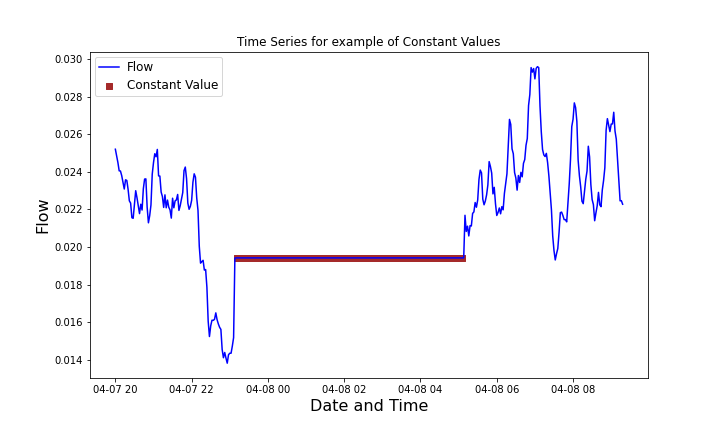 Time Series for example of Constant Values
Flow
Constant Value
0.030
0.028
0.026
0.024
0.022
0.020
0.018
0.016
0.014
Flow
04-07 20 04-07 22 04-08 00 04-08 02 04-08 04 04-08 06 04-08 08
Date and Time